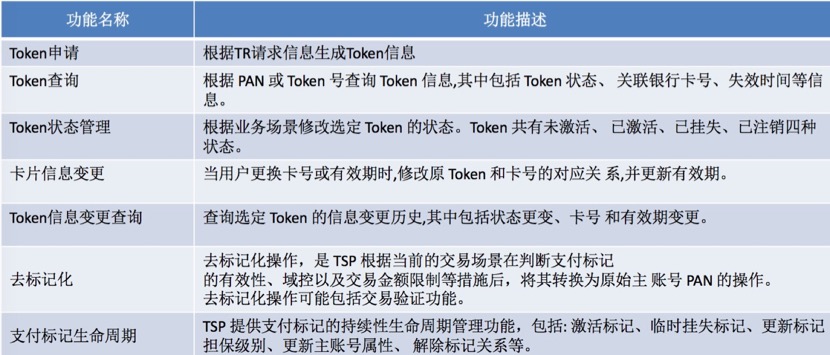 功能名称 功能描述
Token申请 根据TR请求信息生成Token信息
Token查询 根据 PAN 或 Token 号查询 Token 信息,其中包括 Token 状态、 关联银行卡号、失效时间等信
息。
Token状态管理 根据业务场景修改选定 Token 的状态。Token 共有未激活、 已激活、已挂失、已注销四种
状态。
卡片信息变更 当用户更换卡号或有效期时,修改原 Token 和卡号的对应关 系,并更新有效期。
Token信息变更查询 查询选定 Token 的信息变更历史,其中包括状态更变、卡号 和有效期变更。
去标记化 去标记化操作，是 TSP 根据当前的交易场景在判断支付标记
的有效性、域控以及交易金额限制等措施后，将其转换为原始主 账号 PAN 的操作。
去标记化操作可能包括交易验证功能。
支付标记生命周期 TSP 提供支付标记的持续性生命周期管理功能，包括: 激活标记、临时挂失标记、更新标记
担保级别、更新主账号属性、 解除标记关系等。